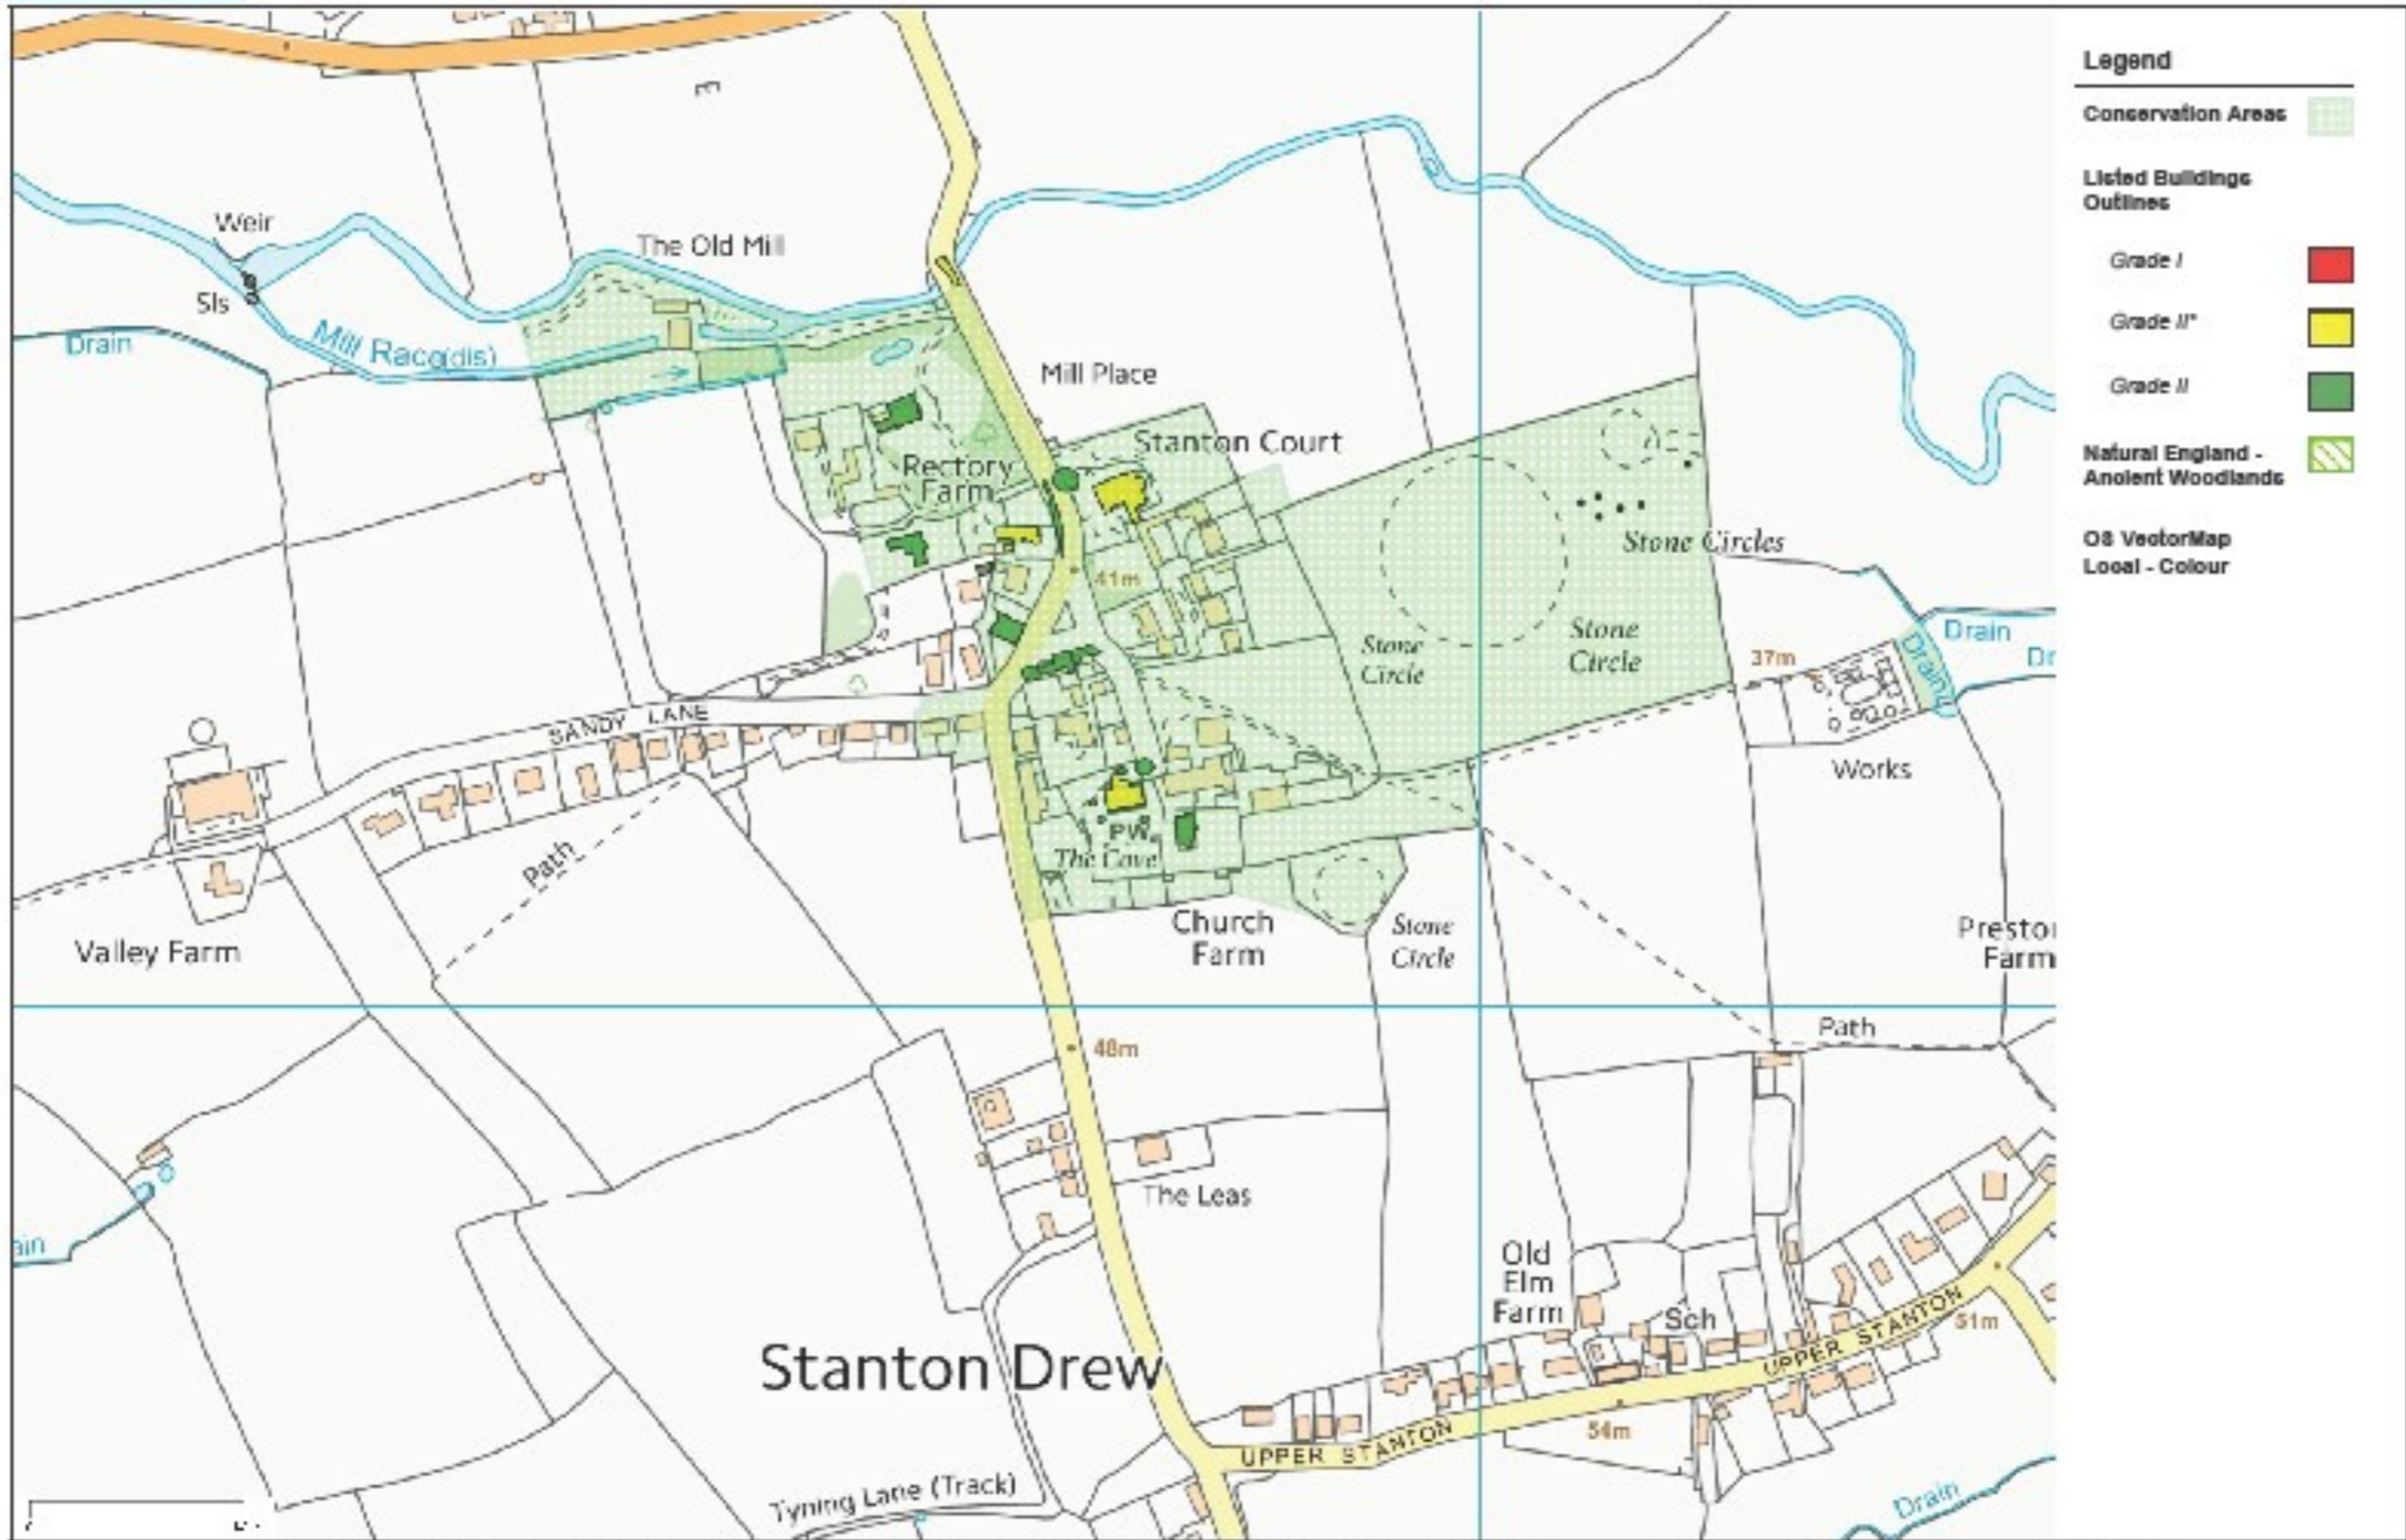 Legend
Conservation Areas
Listed Buildings
Outlines
Grade I
Grade II*
Grade II
Natural England -
Ancient Woodlands
OS VectorMap
Local - Colour
Weir
The Old Mill
Sls
Drain
Mill Race(dis)
Mill Place
Stanton Court
Rectory
Farm
Stone Circles
41m
Stone
Circle
Stone
Circle
Drain
Drain
Dr
37m
SANDY LANE
Works
Path
PW
The Cove
Church
Farm
Stone
Circle
Valley Farm
Presto
Farm
48m
Path
The Leas
ain
Old
Elm
Farm
Sch
Stanton Drew
UPPER STANTON
51m
54m
UPPER STANTON
Tyning Lane (Track)
Drain